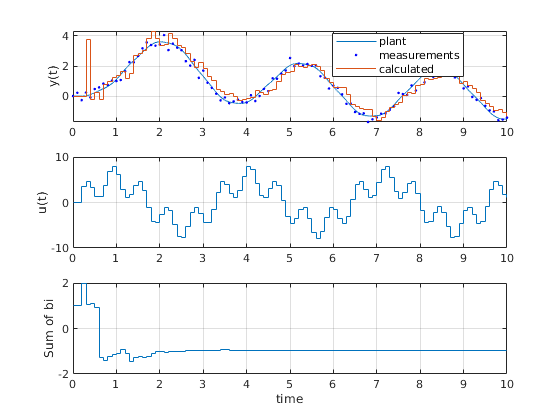 4
2
0
y(t)
plant
measurements
calculated
0 1 2 3 4 5 6 7 8 9 10
10
0
-10
u(t)
0 1 2 3 4 5 6 7 8 9 10
2
0
-2
Sum of bi
0 1 2 3 4 5 6 7 8 9 10
time